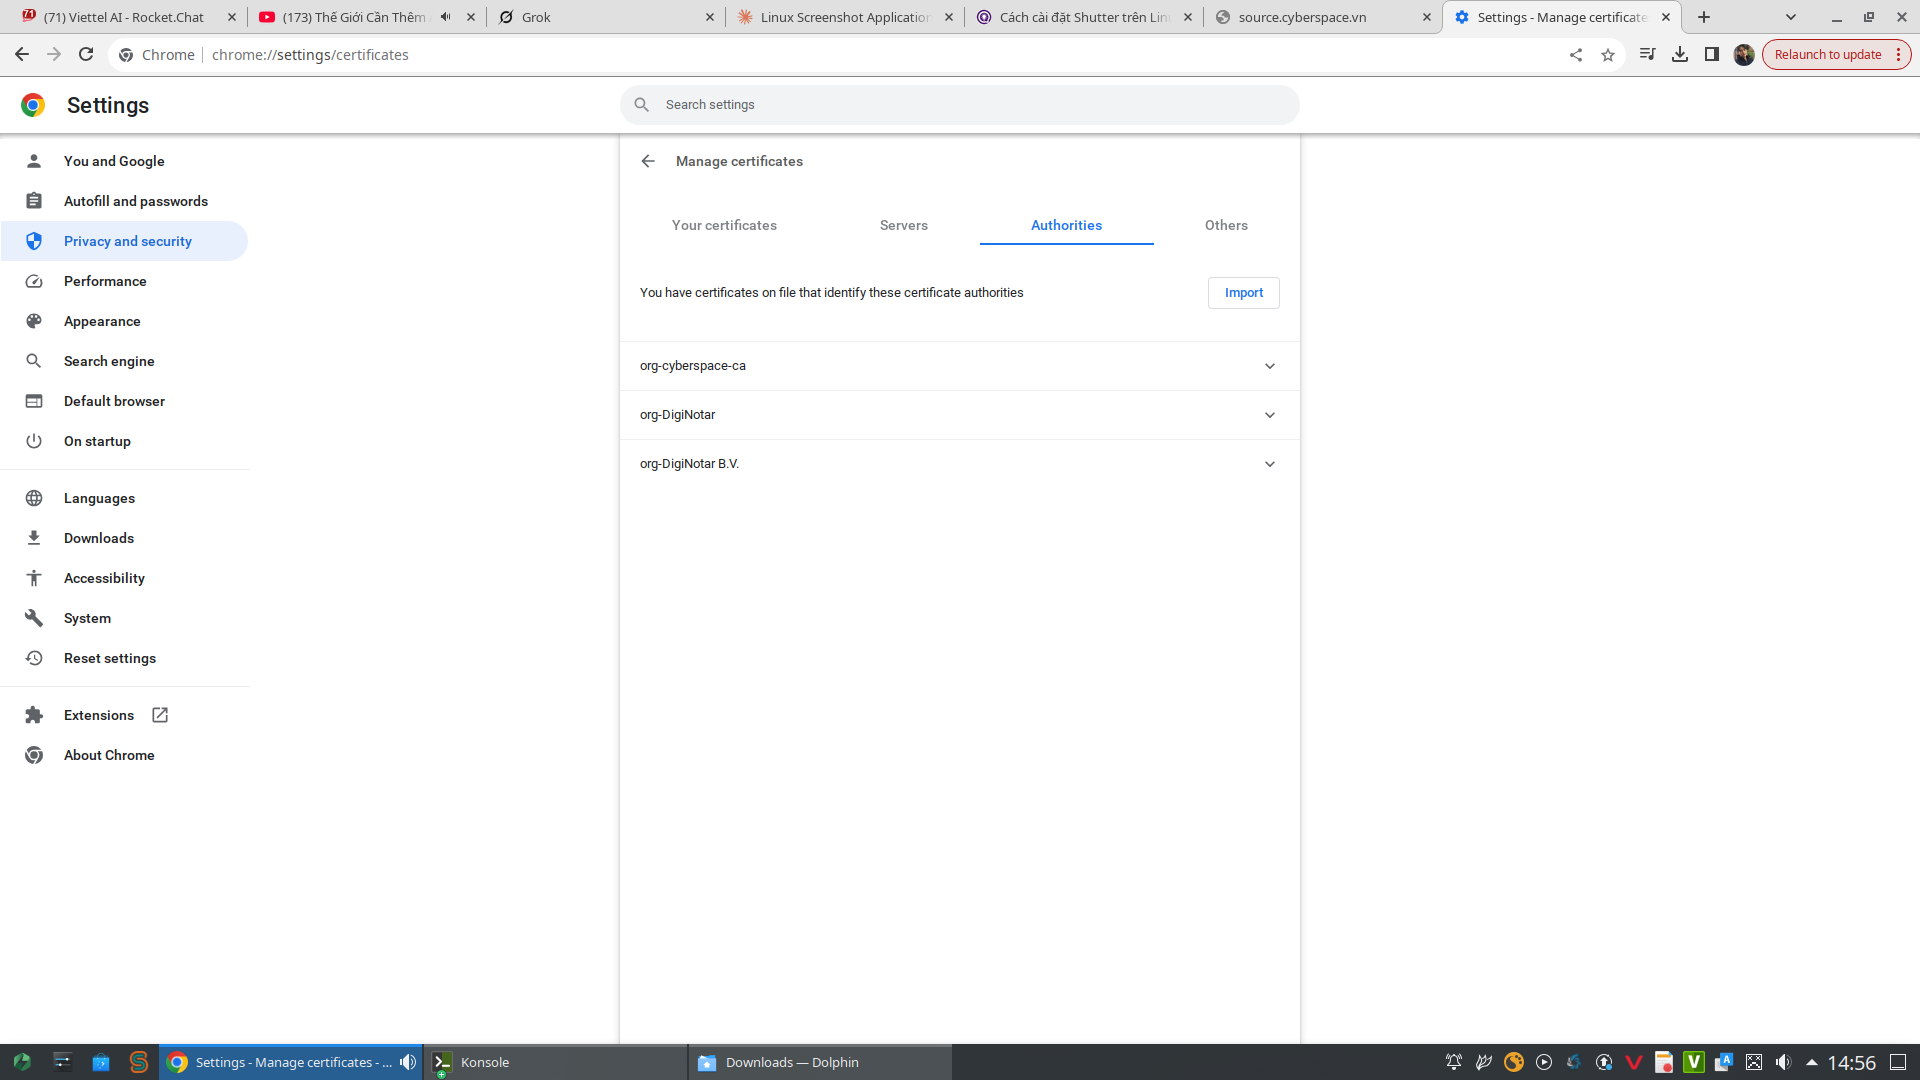 (71) Viettel AI - Rocket.Chat
(173) Thế Giới Cần Thêm
Grok
Linux Screenshot Application
Cách cài đặt Shutter trên Lin
source.cyberspace.vn
Settings - Manage certificate
Chrome
chrome://settings/certificates
Relaunch to update
Settings
Search settings
You and Google
Autofill and passwords
Privacy and security
Performance
Appearance
Search engine
Default browser
On startup
Languages
Downloads
Accessibility
System
Reset settings
Extensions
About Chrome
Manage certificates
Your certificates
Servers
Authorities
Others
You have certificates on file that identify these certificate authorities
Import
org-cyberspace-ca
org-DigiNotar
org-DigiNotar B.V.
Settings - Manage certificates - ...
Konsole
Downloads — Dolphin
14:56